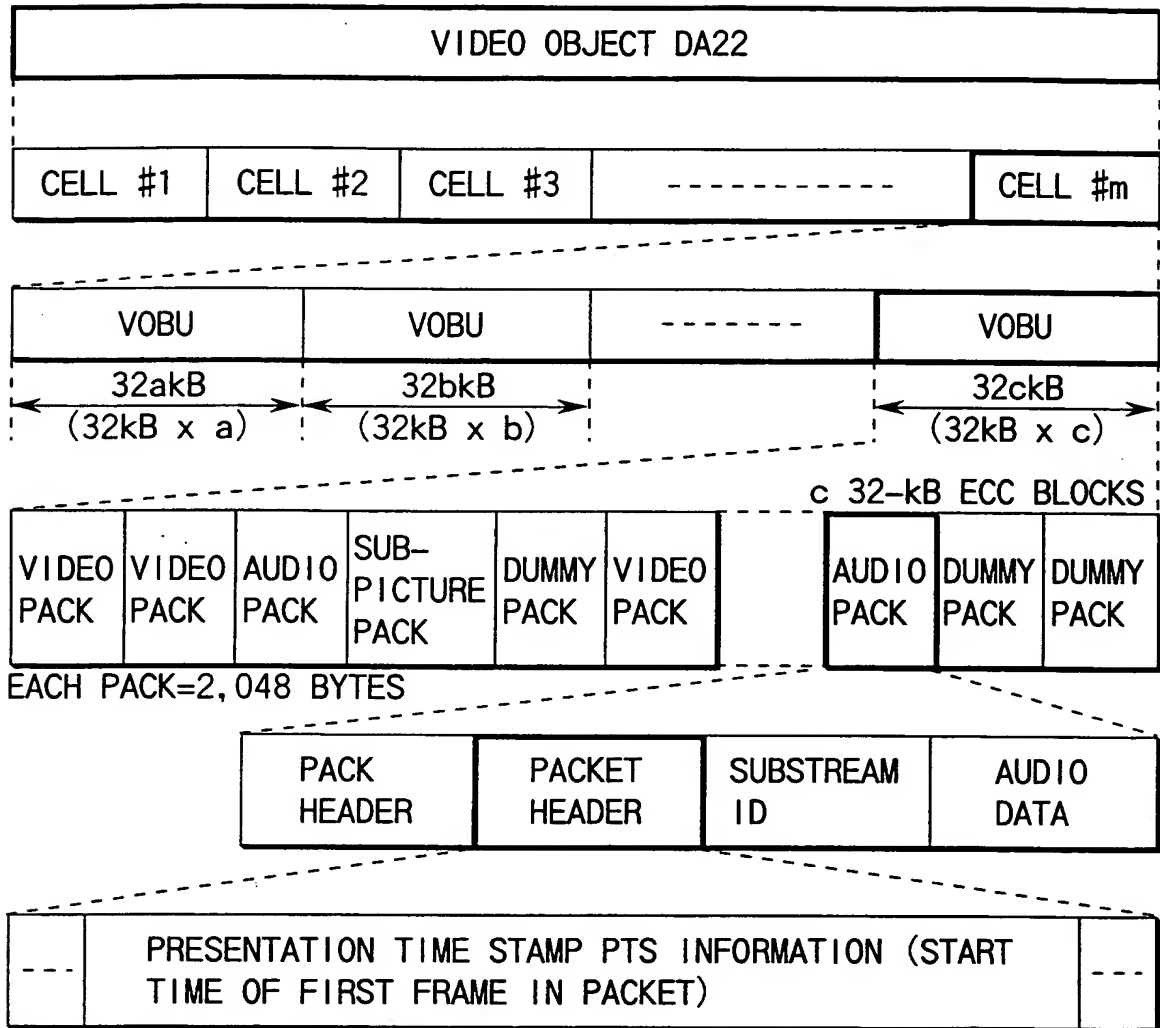 VIDEO OBJECT DA22
CELL #1 CELL #2 CELL #3 ------------ CELL #m
VOBU VOBU ------- VOBU
32akB 32bkB 32ckB
(32kB x a) (32kB x b) (32kB x c)
c 32-kB ECC BLOCKS
VIDEO PACK
VIDEO PACK
AUDIO PACK
SUB-
PICTURE
PACK
DUMMY PACK
VIDEO PACK
AUDIO PACK
DUMMY PACK
DUMMY PACK
EACH PACK=2,048 BYTES
PACK
HEADER
PACKET
HEADER
SUBSTREAM
ID
AUDIO
DATA
--- PRESENTATION TIME STAMP PTS INFORMATION (START ---
TIME OF FIRST FRAME IN PACKET)